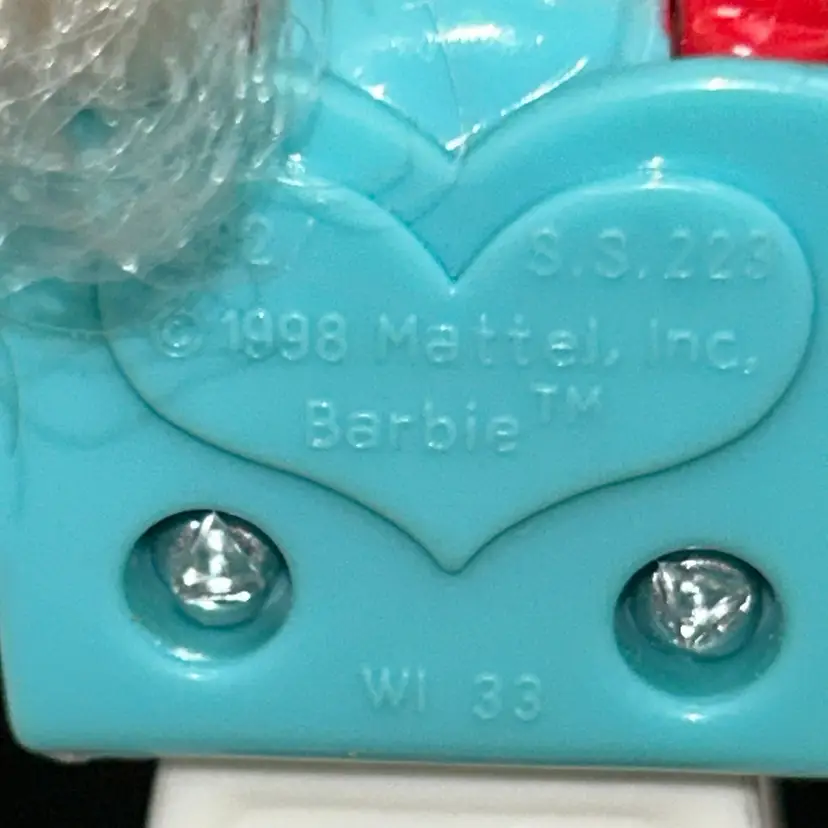 S.S.223
© 1998 Mattel, Inc.
Barbie™
WI 33